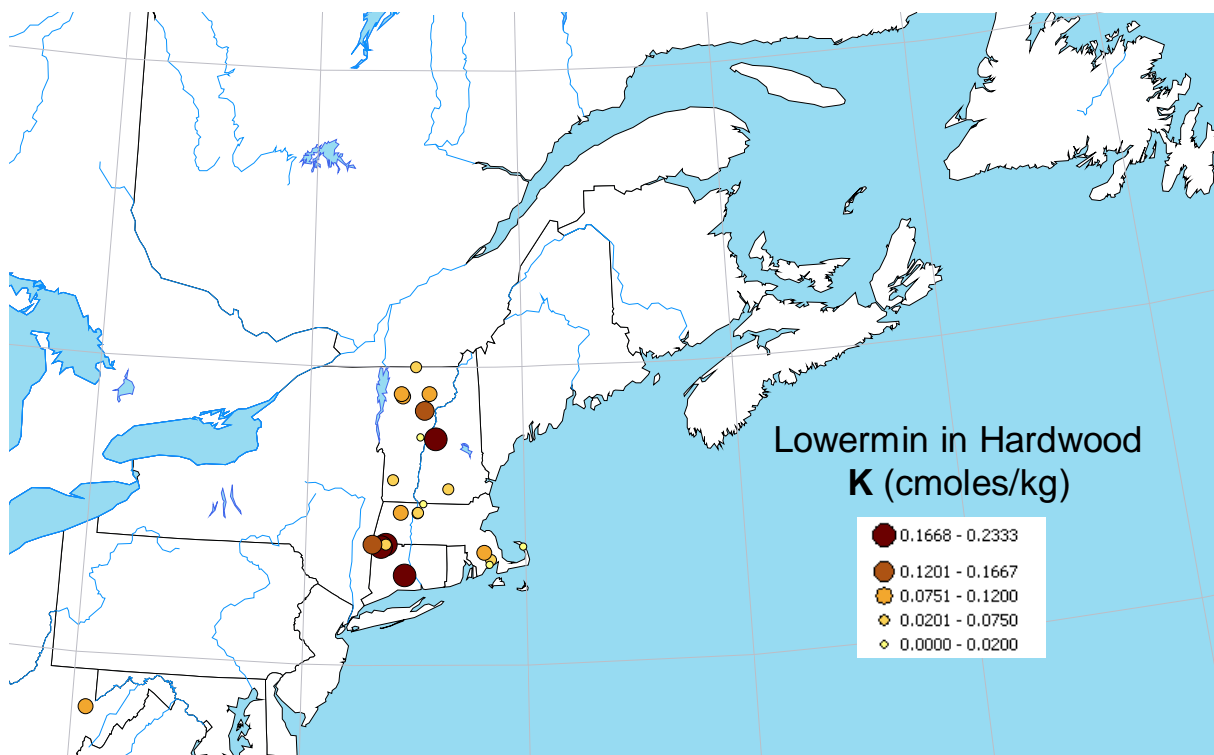 Lowermin in Hardwood
K (cmoles/kg)
0.1668 - 0.2333
0.1201 - 0.1667
0.0751 - 0.1200
0.0201 - 0.0750
0.0000 - 0.0200